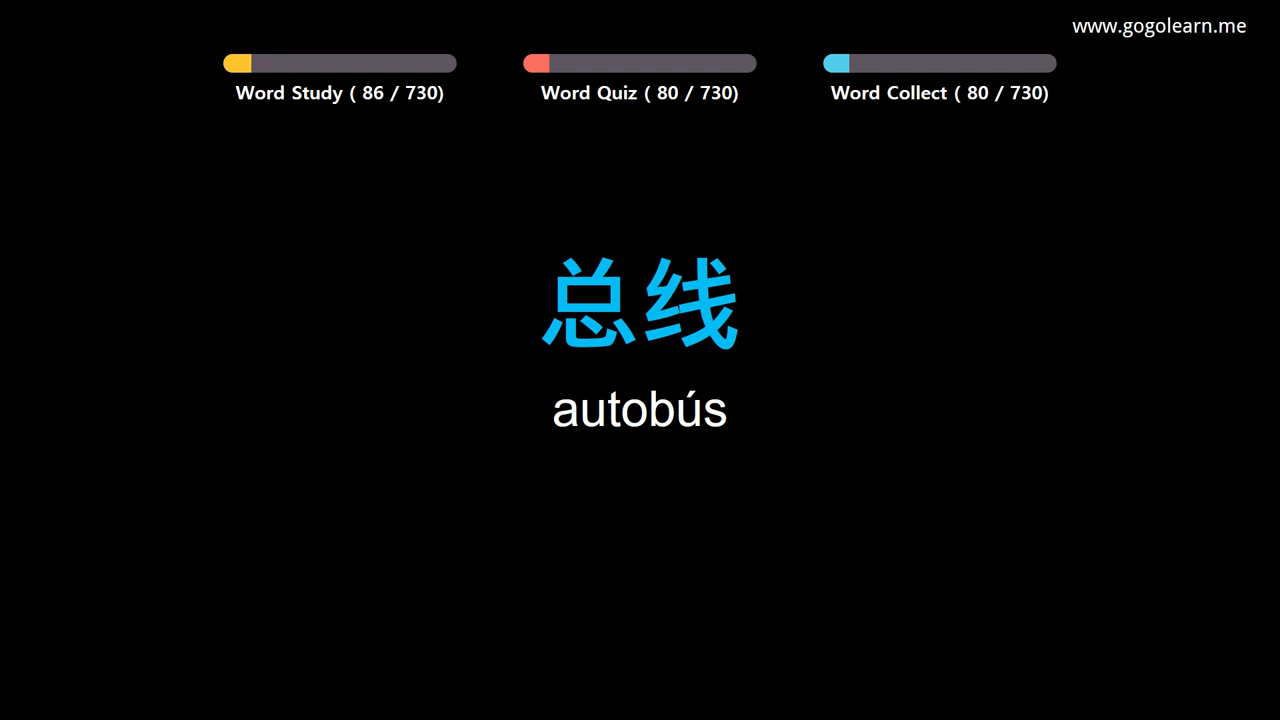 www.gogolearn.me
Word Study ( 86 / 730)
Word Quiz ( 80 / 730)
Word Collect ( 80 / 730)
总线
autobús